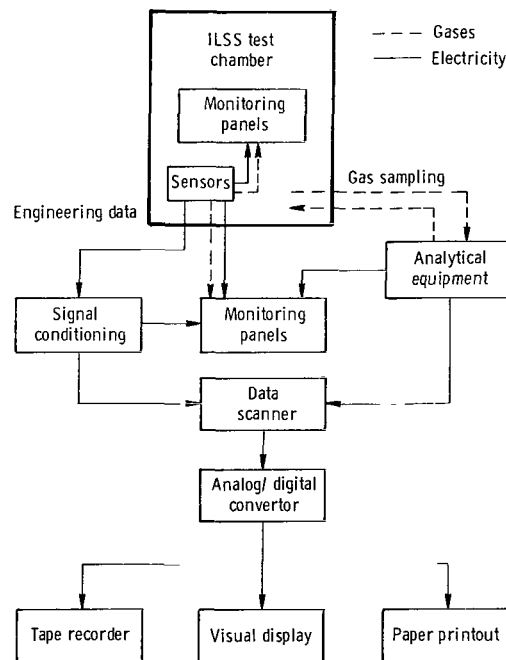 ILSS test
chamber
Gases
Electricity
Monitoring
panels
Sensors
Gas sampling
Engineering data
Analytical
equipment
Signal
conditioning
Monitoring
panels
Data
scanner
Analog/ digital
convertor
Tape recorder
Visual display
Paper printout